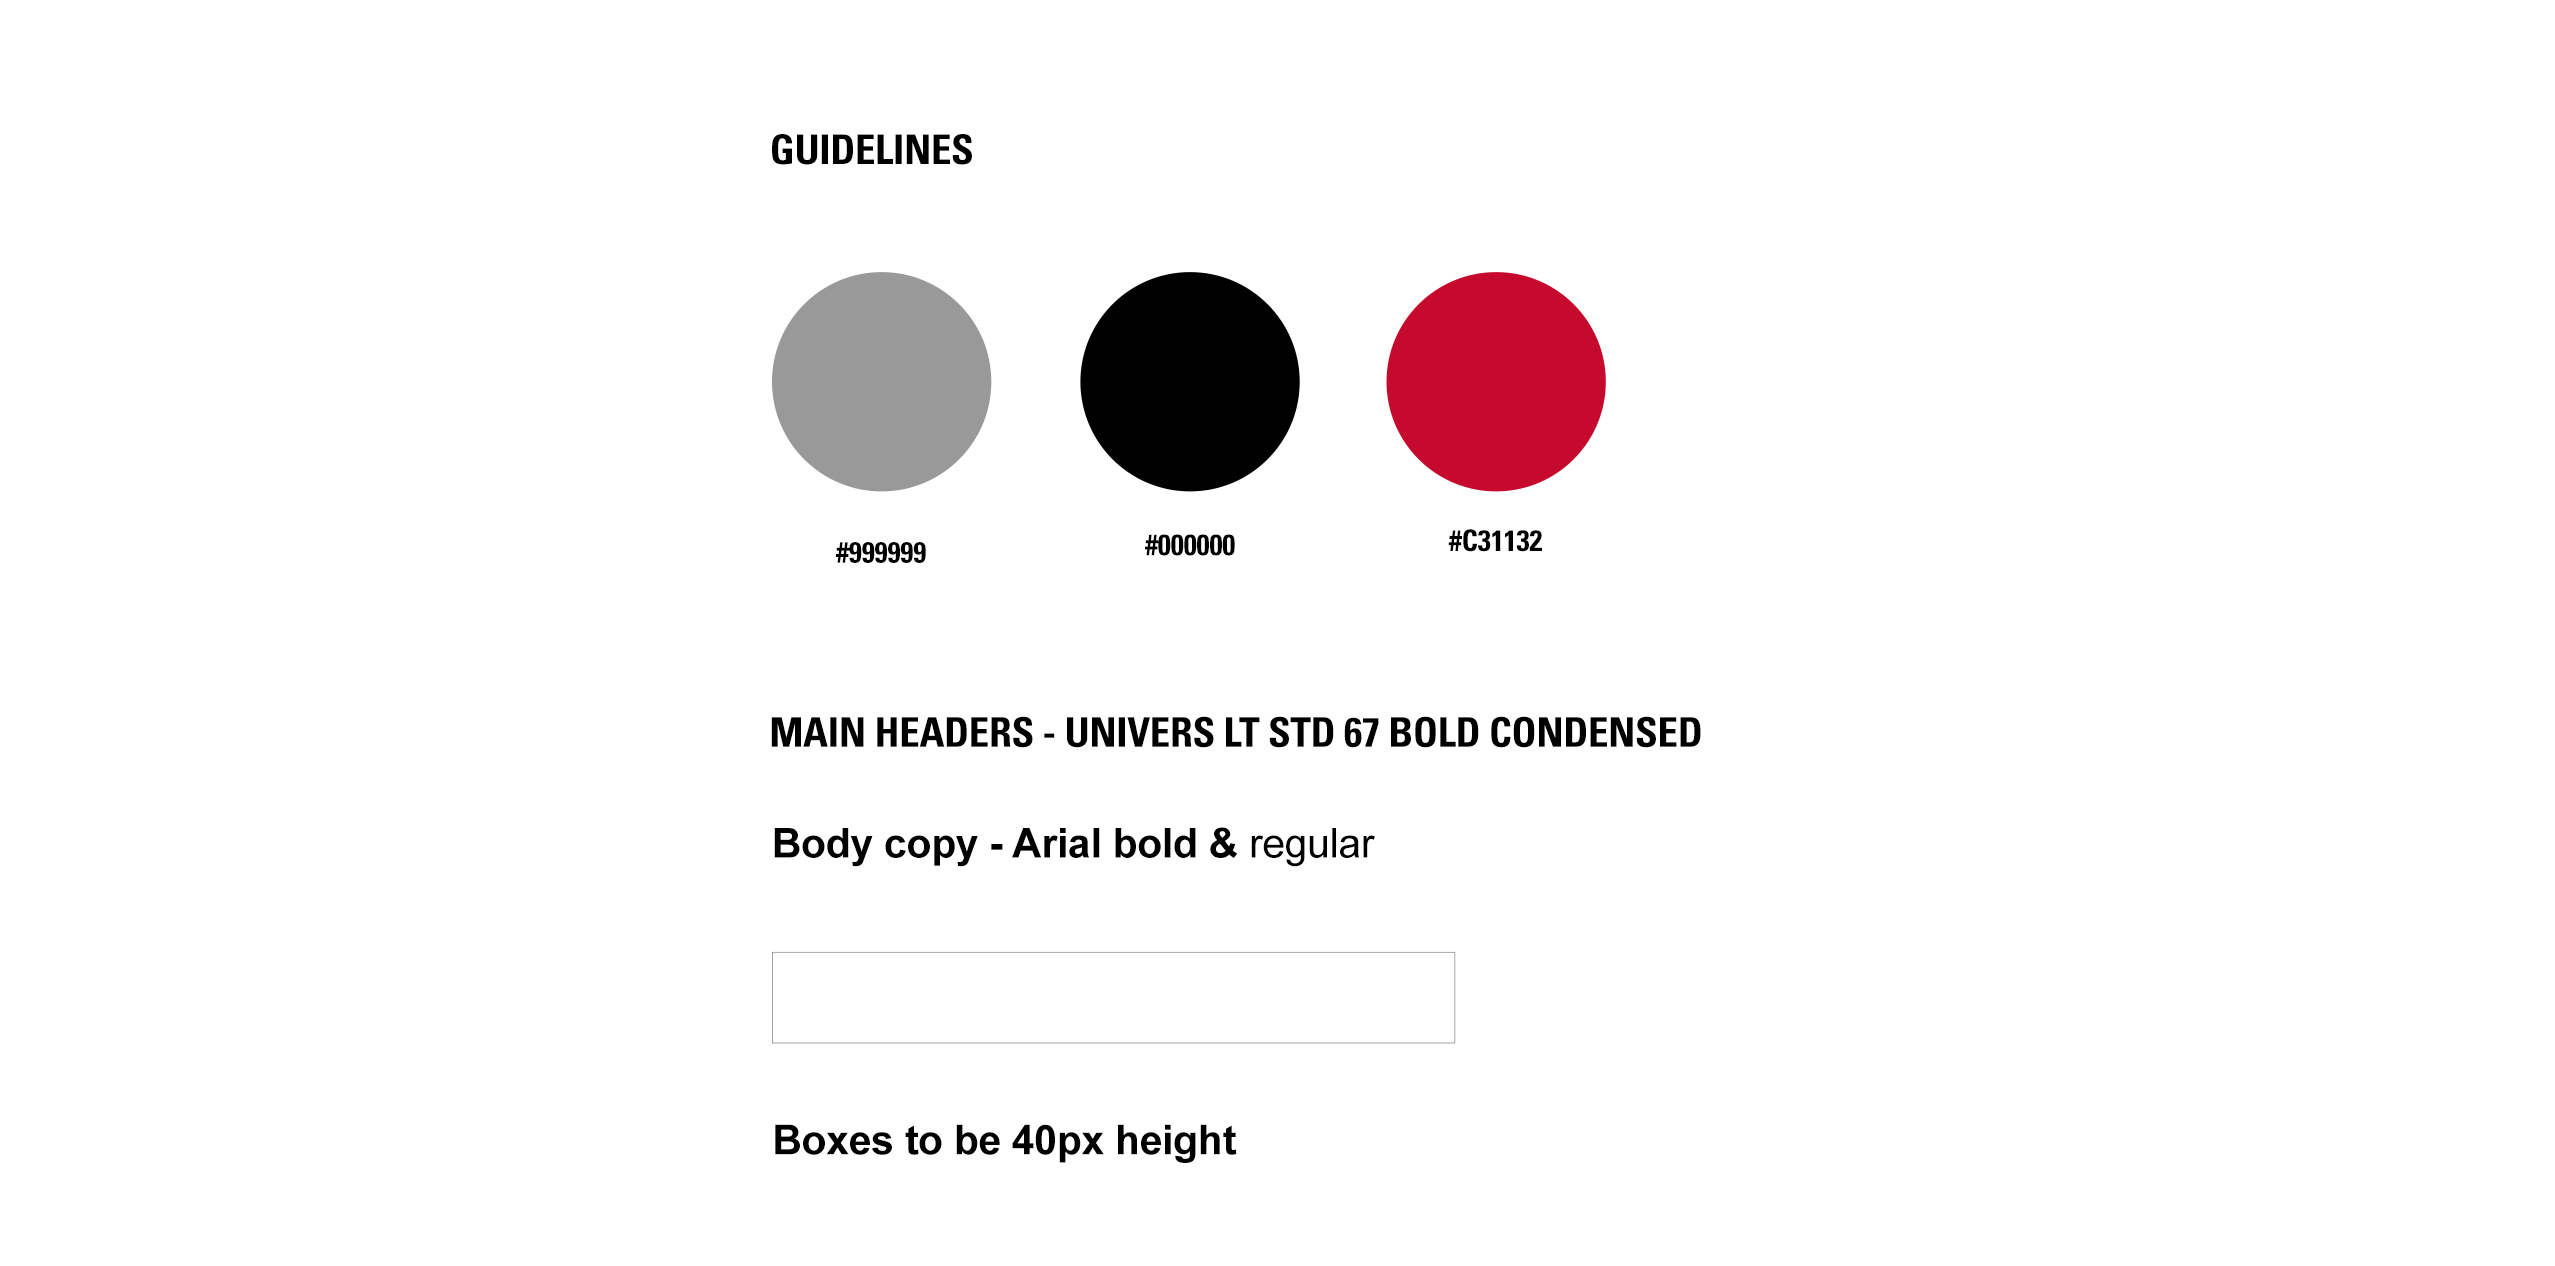 GUIDELINES
#999999
#000000
#C31132
MAIN HEADERS - UNIVERS LT STD 67 BOLD CONDENSED
Body copy - Arial bold & regular
Boxes to be 40px height